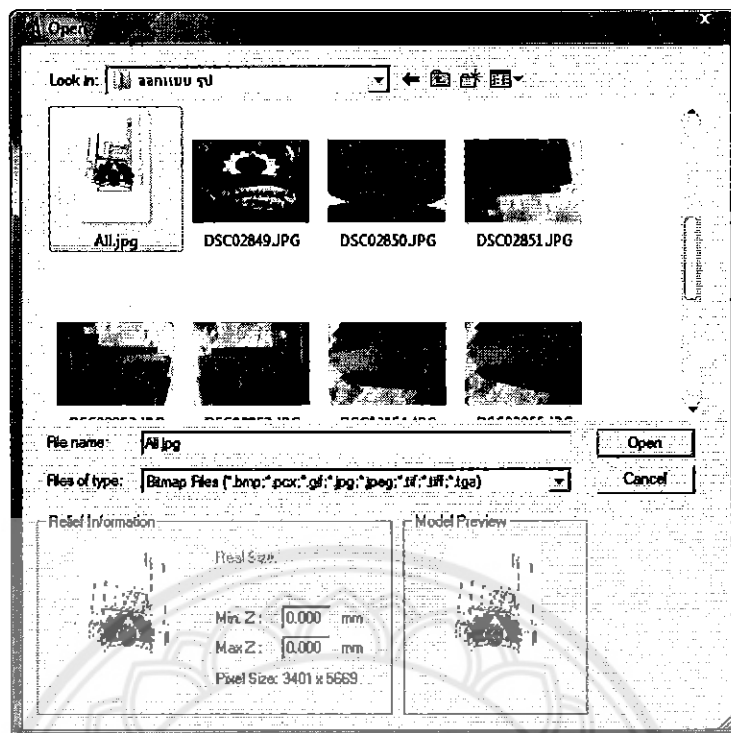 Open
Look in: ออกแบบ รูป
All.jpg DSC02849.JPG DSC02850.JPG DSC02851.JPG
File name: All.jpg Open
Files of type: Bitmap Files (*.bmp;*.pcx;*.gif;*.jpg;*.jpeg;*.tif;*.tiff;*.tga) Cancel
Relief Information Model Preview
Real Size:
Min Z: 0.000 mm
Max Z: 0.000 mm
Pixel Size: 3401 x 5669